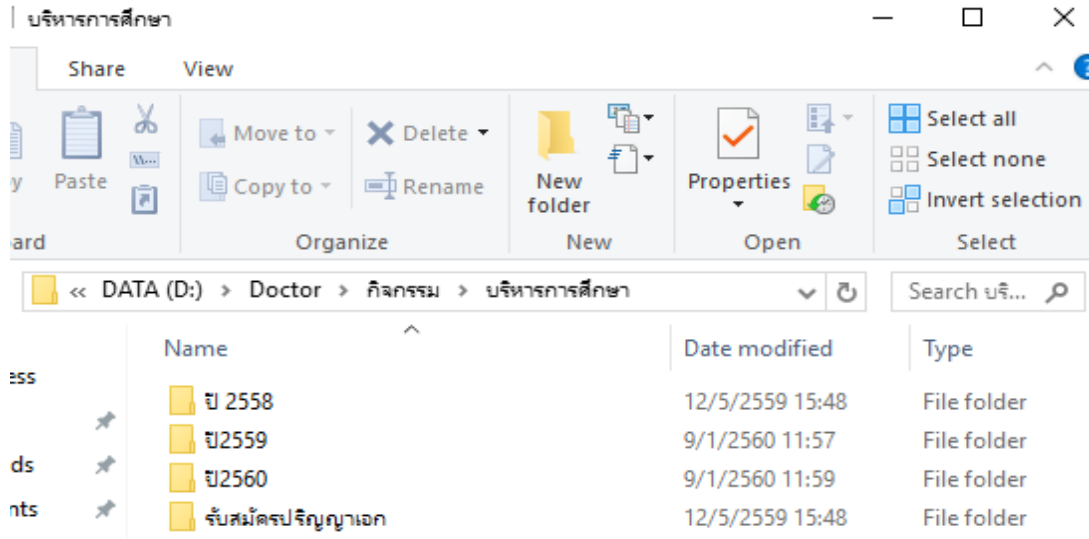 บริหารการศึกษา
Share View
Paste
Move to Delete
Copy to Rename
New folder
Properties
Select all
Select none
Invert selection
Organize New Open Select
« DATA (D:) > Doctor > กิจกรรม > บริหารการศึกษา Search บริ...
Name Date modified Type
ปี 2558 12/5/2559 15:48 File folder
ปี2559 9/1/2560 11:57 File folder
ปี2560 9/1/2560 11:59 File folder
รับสมัครปริญญาเอก 12/5/2559 15:48 File folder